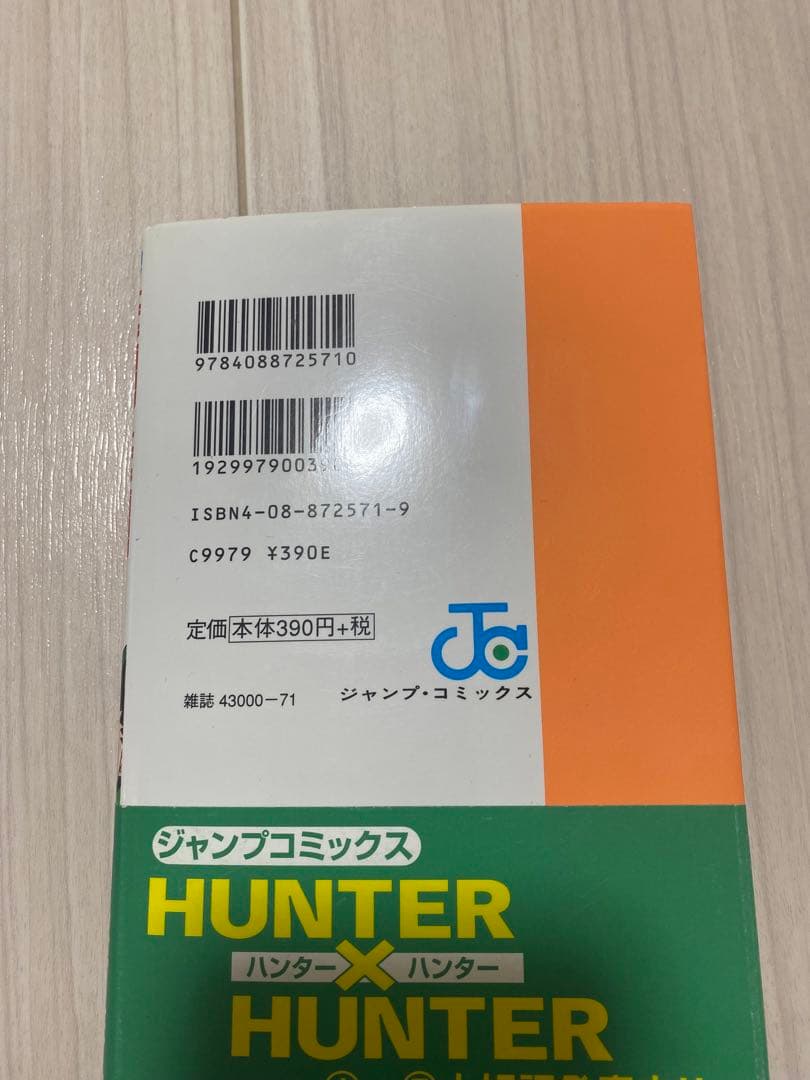 9784088725710
192997900390
ISBN4-08-872571-9
C9979 ¥390E
定価 本体390円+税
雑誌 43000-71
ジャンプ・コミックス
ジャンプコミックス
HUNTER
ハンター×ハンター
HUNTER